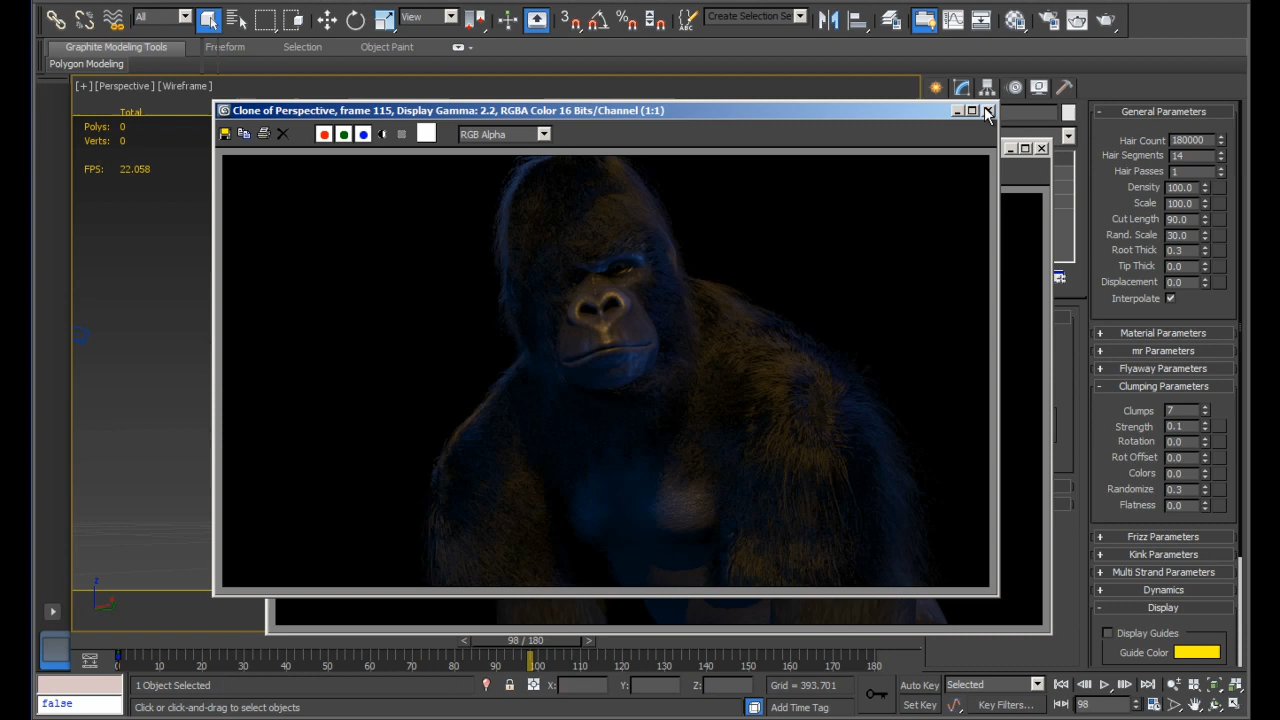 All
View
Create Selection Se
Graphite Modeling Tools
Freeform
Selection
Object Paint
Polygon Modeling
[+][Perspective][Wireframe]
Total
Polys: 0
Verts: 0
FPS: 22.058
Clone of Perspective, frame 115, Display Gamma: 2.2, RGBA Color 16 Bits/Channel (1:1)
RGB Alpha
General Parameters
Hair Count 180000
Hair Segments 14
Hair Passes 1
Density 100.0
Scale 100.0
Cut Length 90.0
Rand. Scale 30.0
Root Thick 0.3
Tip Thick 0.0
Displacement 0.0
Interpolate
Material Parameters
mr Parameters
Flyaway Parameters
Clumping Parameters
Clumps 7
Strength 0.1
Rotation 0.0
Rot Offset 0.0
Colors 0.0
Randomize 0.3
Flatness 0.0
Frizz Parameters
Kink Parameters
Multi Strand Parameters
Dynamics
Display
Display Guides
Guide Color
z
< 98 / 180 >
0 10 20 30 40 50 60 70 80 90 100 110 120 130 140 150 160 170 180
1 Object Selected
X:
Y:
Z:
Grid = 393.701
Auto Key
Selected
false
Click or click-and-drag to select objects
Add Time Tag
Set Key
Key Filters...
98